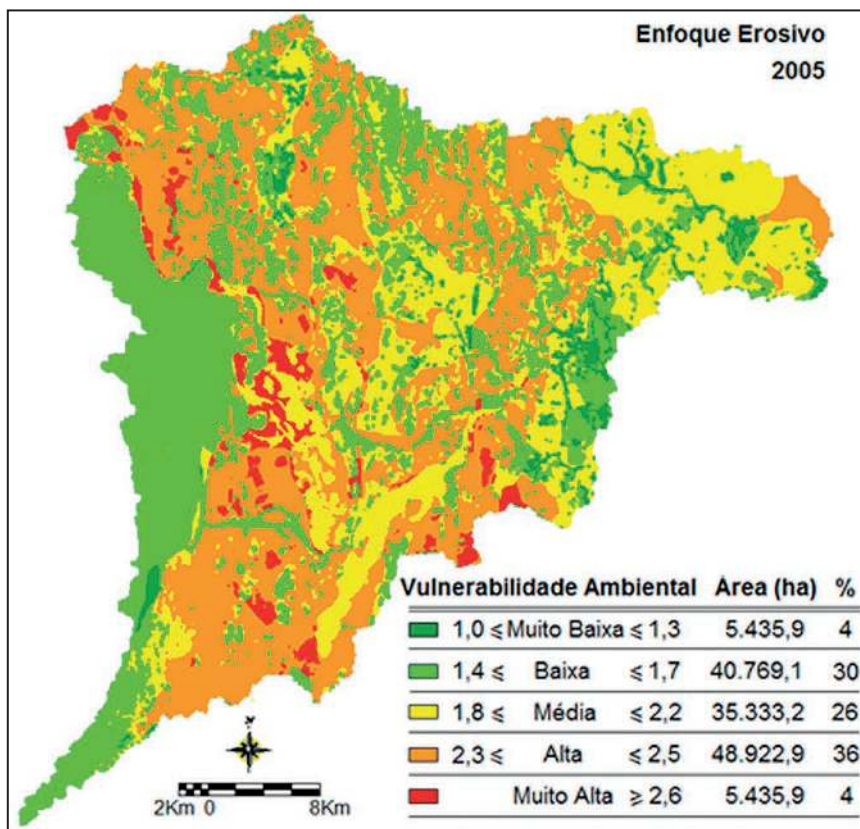 Enfoque Erosivo
2005
Vulnerabilidade Ambiental Área (ha) %
1,0 ⩽ Muito Baixa ⩽ 1,3 5.435,9 4
1,4 ⩽ Baixa ⩽ 1,7 40.769,1 30
1,8 ⩽ Média ⩽ 2,2 35.333,2 26
2,3 ⩽ Alta ⩽ 2,5 48.922,9 36
Muito Alta ⩾ 2,6 5.435,9 4
2Km 0 8Km